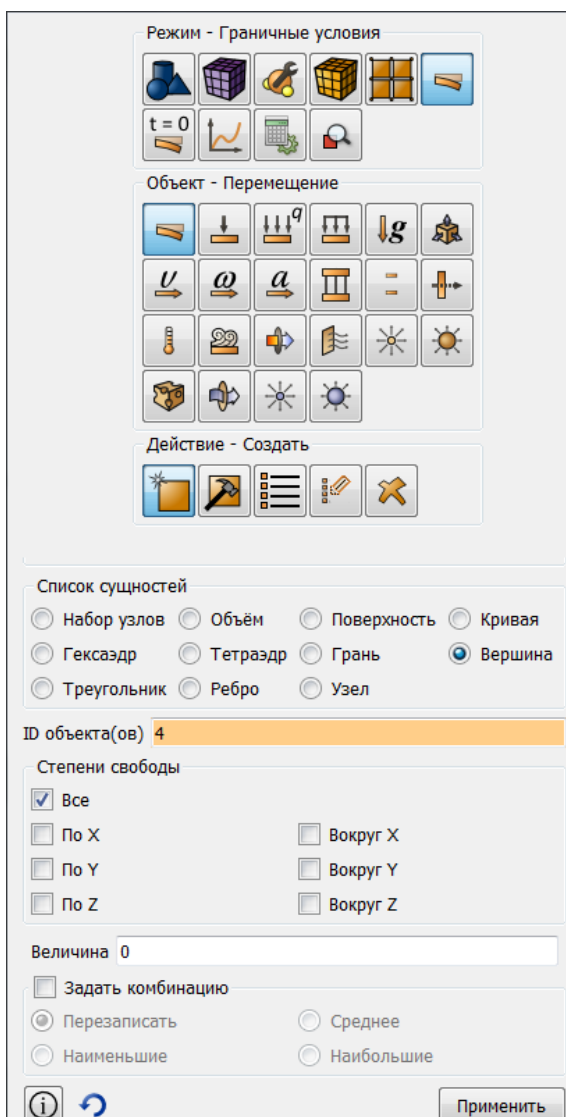 Режим - Граничные условия
t = 0
Объект - Перемещение
q
g
υ ω a
Действие - Создать
Список сущностей
Набор узлов Объём Поверхность Кривая
Гексаэдр Тетраэдр Грань Вершина
Треугольник Ребро Узел
ID объекта(ов) 4
Степени свободы
Все
По X Вокруг X
По Y Вокруг Y
По Z Вокруг Z
Величина 0
Задать комбинацию
Перезаписать Среднее
Наименьшие Наибольшие
i Применить